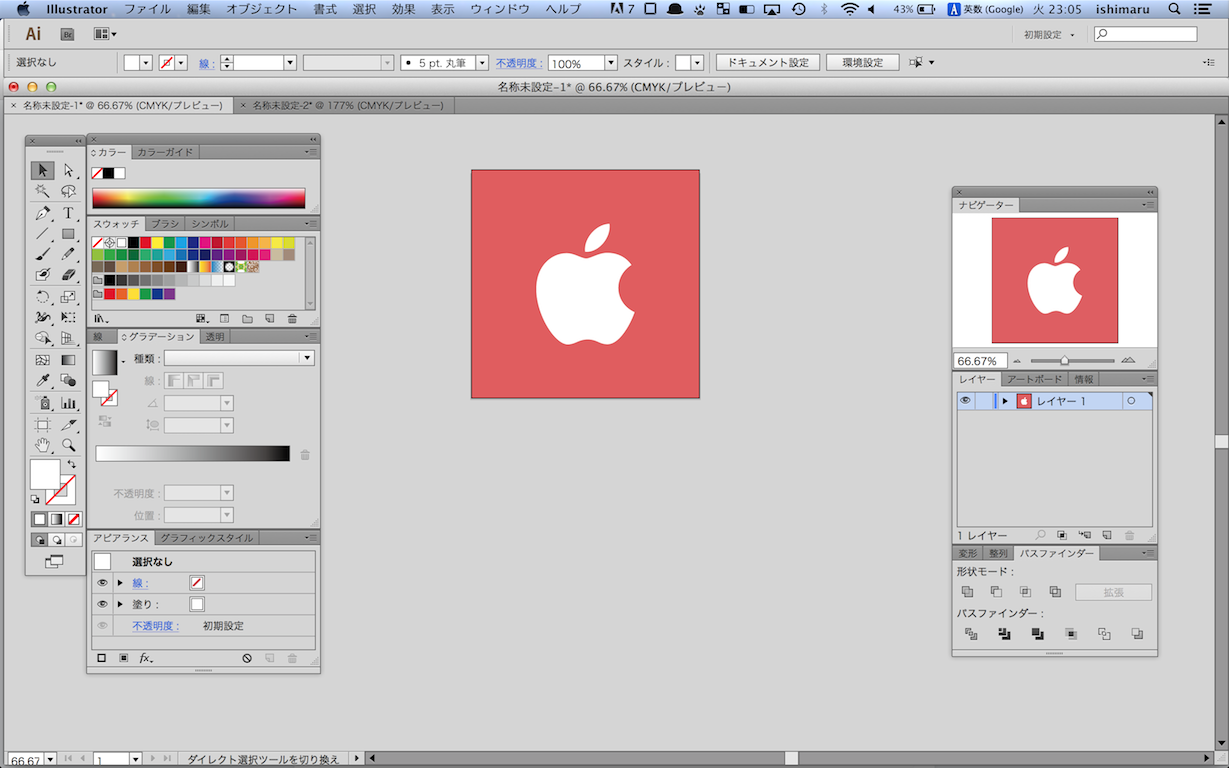 Illustrator ファイル 編集 オブジェクト 書式 選択 効果 表示 ウィンドウ ヘルプ 7 43% A 英数 (Google) 火 23:05 ishimaru
Ai Br 初期設定
選択なし 線 : 5 pt. 丸筆 不透明度 : 100% スタイル : ドキュメント設定 環境設定
名称未設定-1* @ 66.67% (CMYK/プレビュー)
× 名称未設定-1* @ 66.67% (CMYK/プレビュー) × 名称未設定-2* @ 177% (CMYK/プレビュー)
カラー カラーガイド
スウォッチ ブラシ シンボル
線 グラデーション 透明
種類 :
線 :
不透明度 :
位置 :
アピアランス グラフィックスタイル
選択なし
線 :
塗り :
不透明度 : 初期設定
fx
ナビゲーター
66.67%
レイヤー アートボード 情報
レイヤー 1
1 レイヤー
変形 整列 パスファインダー
形状モード :
拡張
パスファインダー :
66.67 1 ダイレクト選択ツールを切り換え